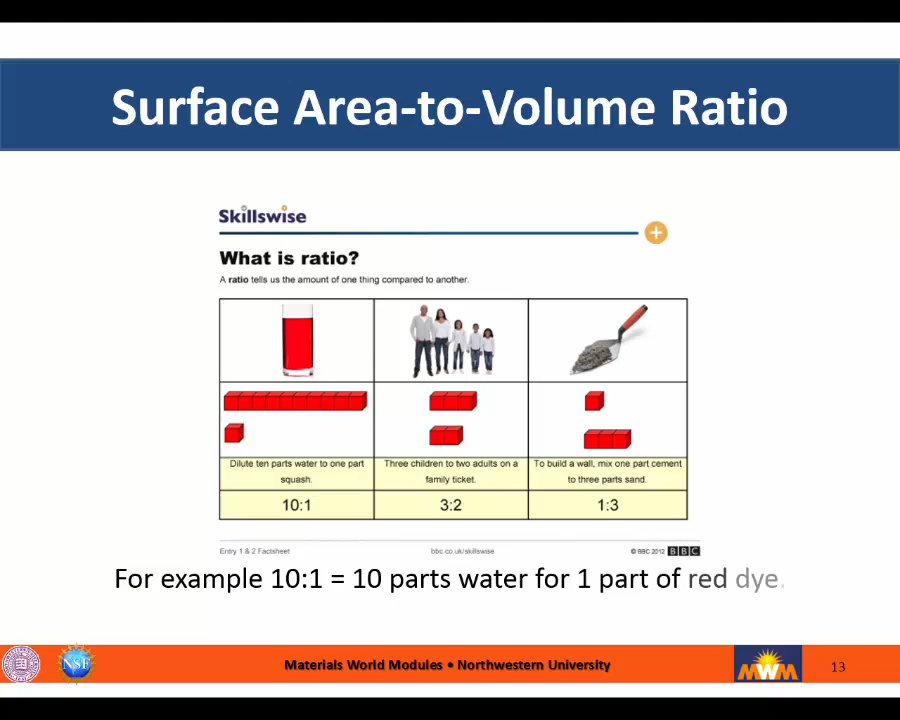 Surface Area-to-Volume Ratio
Skillswise
What is ratio?
A ratio tells us the amount of one thing compared to another.
Dilute ten parts water to one part
squash.
Three children to two adults on a
family ticket.
To build a wall, mix one part cement
to three parts sand.
10:1
3:2
1:3
Entry 1 & 2 Factsheet
bbc.co.uk/skillswise
© BBC 2012 BBC
For example 10:1 = 10 parts water for 1 part of red dye.
NSF
Materials World Modules • Northwestern University
MWM
13